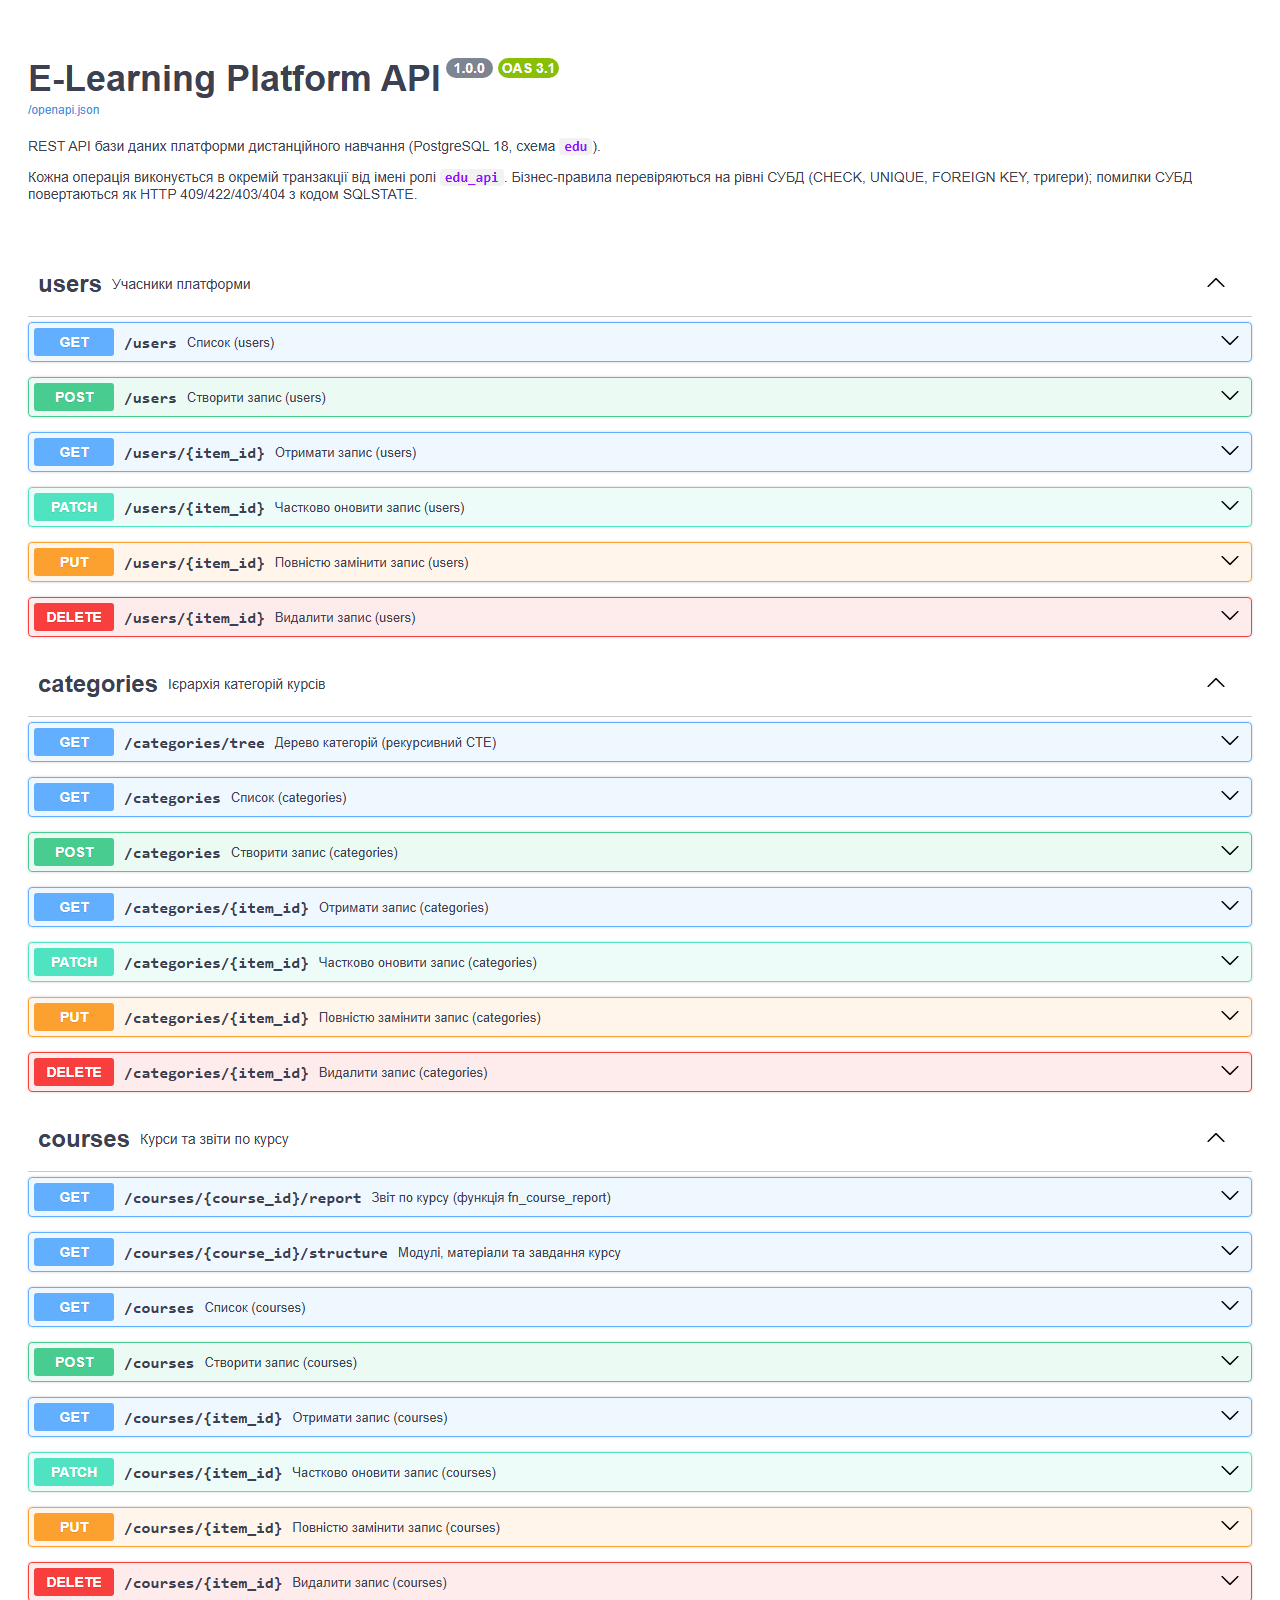 E-Learning Platform API 1.0.0 OAS 3.1
/openapi.json
REST API бази даних платформи дистанційного навчання (PostgreSQL 18, схема edu ).
Кожна операція виконується в окремій транзакції від імені ролі edu_api . Бізнес-правила перевіряються на рівні СУБД (CHECK, UNIQUE, FOREIGN KEY, тригери); помилки СУБД
повертаються як HTTP 409/422/403/404 з кодом SQLSTATE.
users Учасники платформи
GET /users Список (users)
POST /users Створити запис (users)
GET /users/{item_id} Отримати запис (users)
PATCH /users/{item_id} Частково оновити запис (users)
PUT /users/{item_id} Повністю замінити запис (users)
DELETE /users/{item_id} Видалити запис (users)
categories Ієрархія категорій курсів
GET /categories/tree Дерево категорій (рекурсивний CTE)
GET /categories Список (categories)
POST /categories Створити запис (categories)
GET /categories/{item_id} Отримати запис (categories)
PATCH /categories/{item_id} Частково оновити запис (categories)
PUT /categories/{item_id} Повністю замінити запис (categories)
DELETE /categories/{item_id} Видалити запис (categories)
courses Курси та звіти по курсу
GET /courses/{course_id}/report Звіт по курсу (функція fn_course_report)
GET /courses/{course_id}/structure Модулі, матеріали та завдання курсу
GET /courses Список (courses)
POST /courses Створити запис (courses)
GET /courses/{item_id} Отримати запис (courses)
PATCH /courses/{item_id} Частково оновити запис (courses)
PUT /courses/{item_id} Повністю замінити запис (courses)
DELETE /courses/{item_id} Видалити запис (courses)